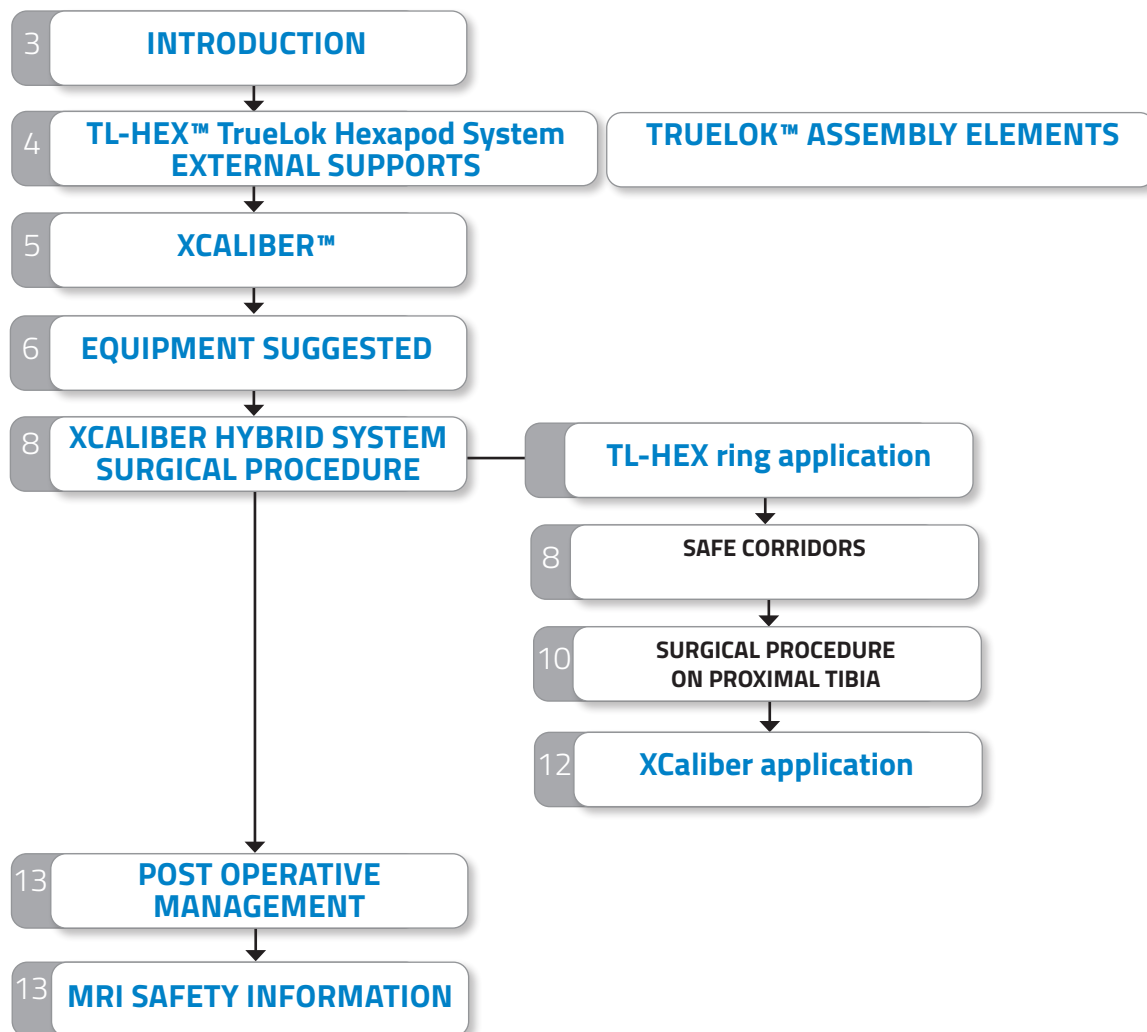 3
INTRODUCTION
4
TL-HEX™ TrueLok Hexapod System
EXTERNAL SUPPORTS
TRUELOK™ ASSEMBLY ELEMENTS
5
XCALIBER™
6
EQUIPMENT SUGGESTED
8
XCALIBER HYBRID SYSTEM
SURGICAL PROCEDURE
TL-HEX ring application
8
SAFE CORRIDORS
10
SURGICAL PROCEDURE
ON PROXIMAL TIBIA
12
XCaliber application
13
POST OPERATIVE
MANAGEMENT
13
MRI SAFETY INFORMATION